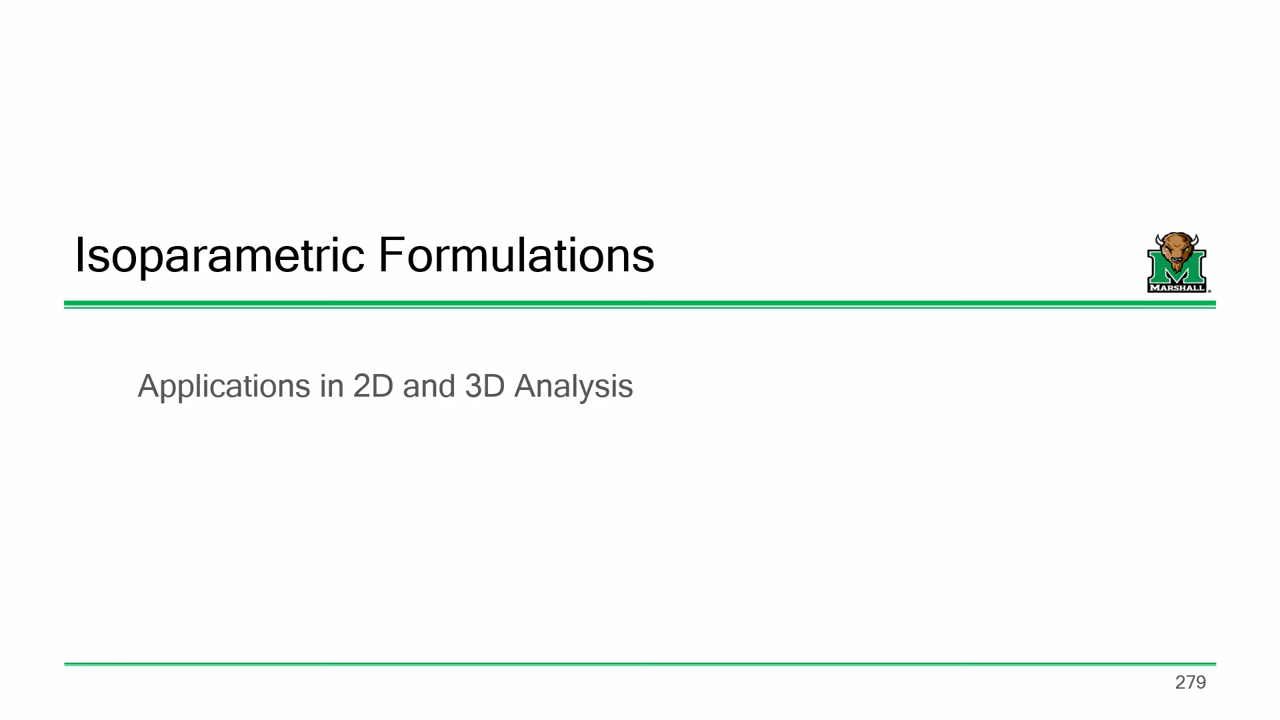 Isoparametric Formulations
MARSHALL
Applications in 2D and 3D Analysis
279